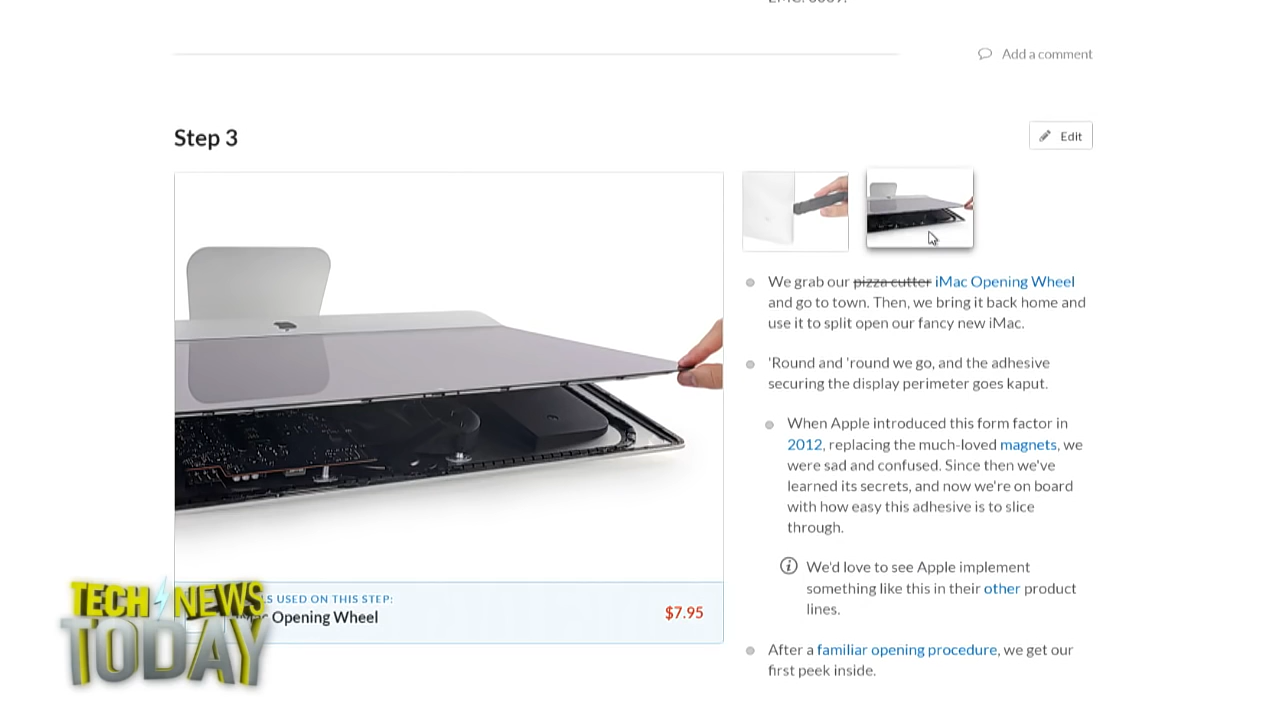 Add a comment
Step 3
Edit
We grab our pizza cutter iMac Opening Wheel
and go to town. Then, we bring it back home and
use it to split open our fancy new iMac.
'Round and 'round we go, and the adhesive
securing the display perimeter goes kaput.
When Apple introduced this form factor in
2012, replacing the much-loved magnets, we
were sad and confused. Since then we've
learned its secrets, and now we're on board
with how easy this adhesive is to slice
through.
We'd love to see Apple implement
something like this in their other product
lines.
After a familiar opening procedure, we get our
first peek inside.
USED ON THIS STEP:
Opening Wheel
$7.95
TECH NEWS
TODAY